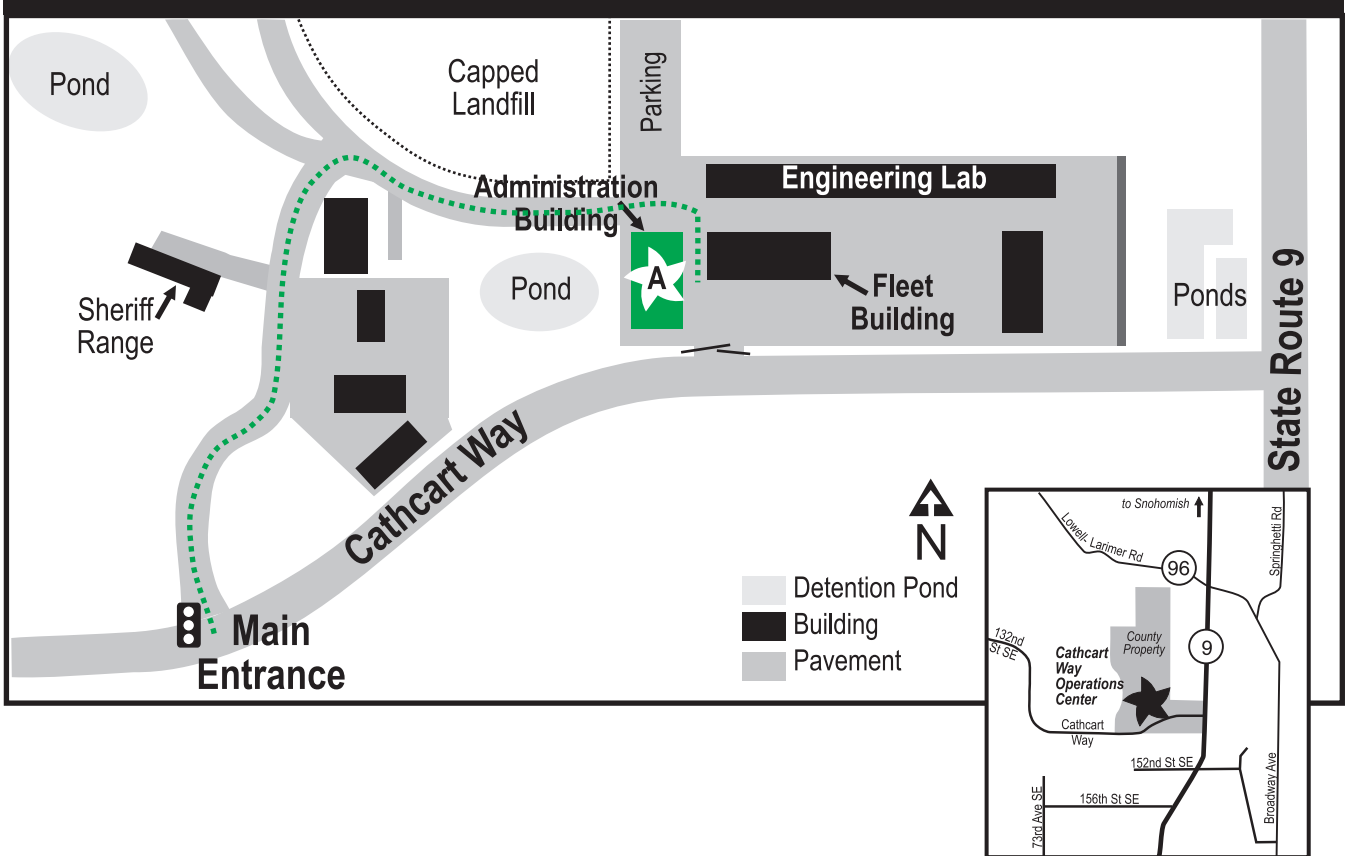 Pond
Capped
Landfill
Parking
Administration
Building
Engineering Lab
A
Pond
Fleet
Building
Ponds
State Route 9
Sheriff
Range
Cathcart Way
Main
Entrance
N
Detention Pond
Building
Pavement
to Snohomish
Lowell- Larimer Rd
96
Springhetti Rd
132nd
St SE
County
Property
9
Cathcart
Way
Operations
Center
Cathcart
Way
152nd St SE
156th St SE
73rd Ave SE
Broadway Ave